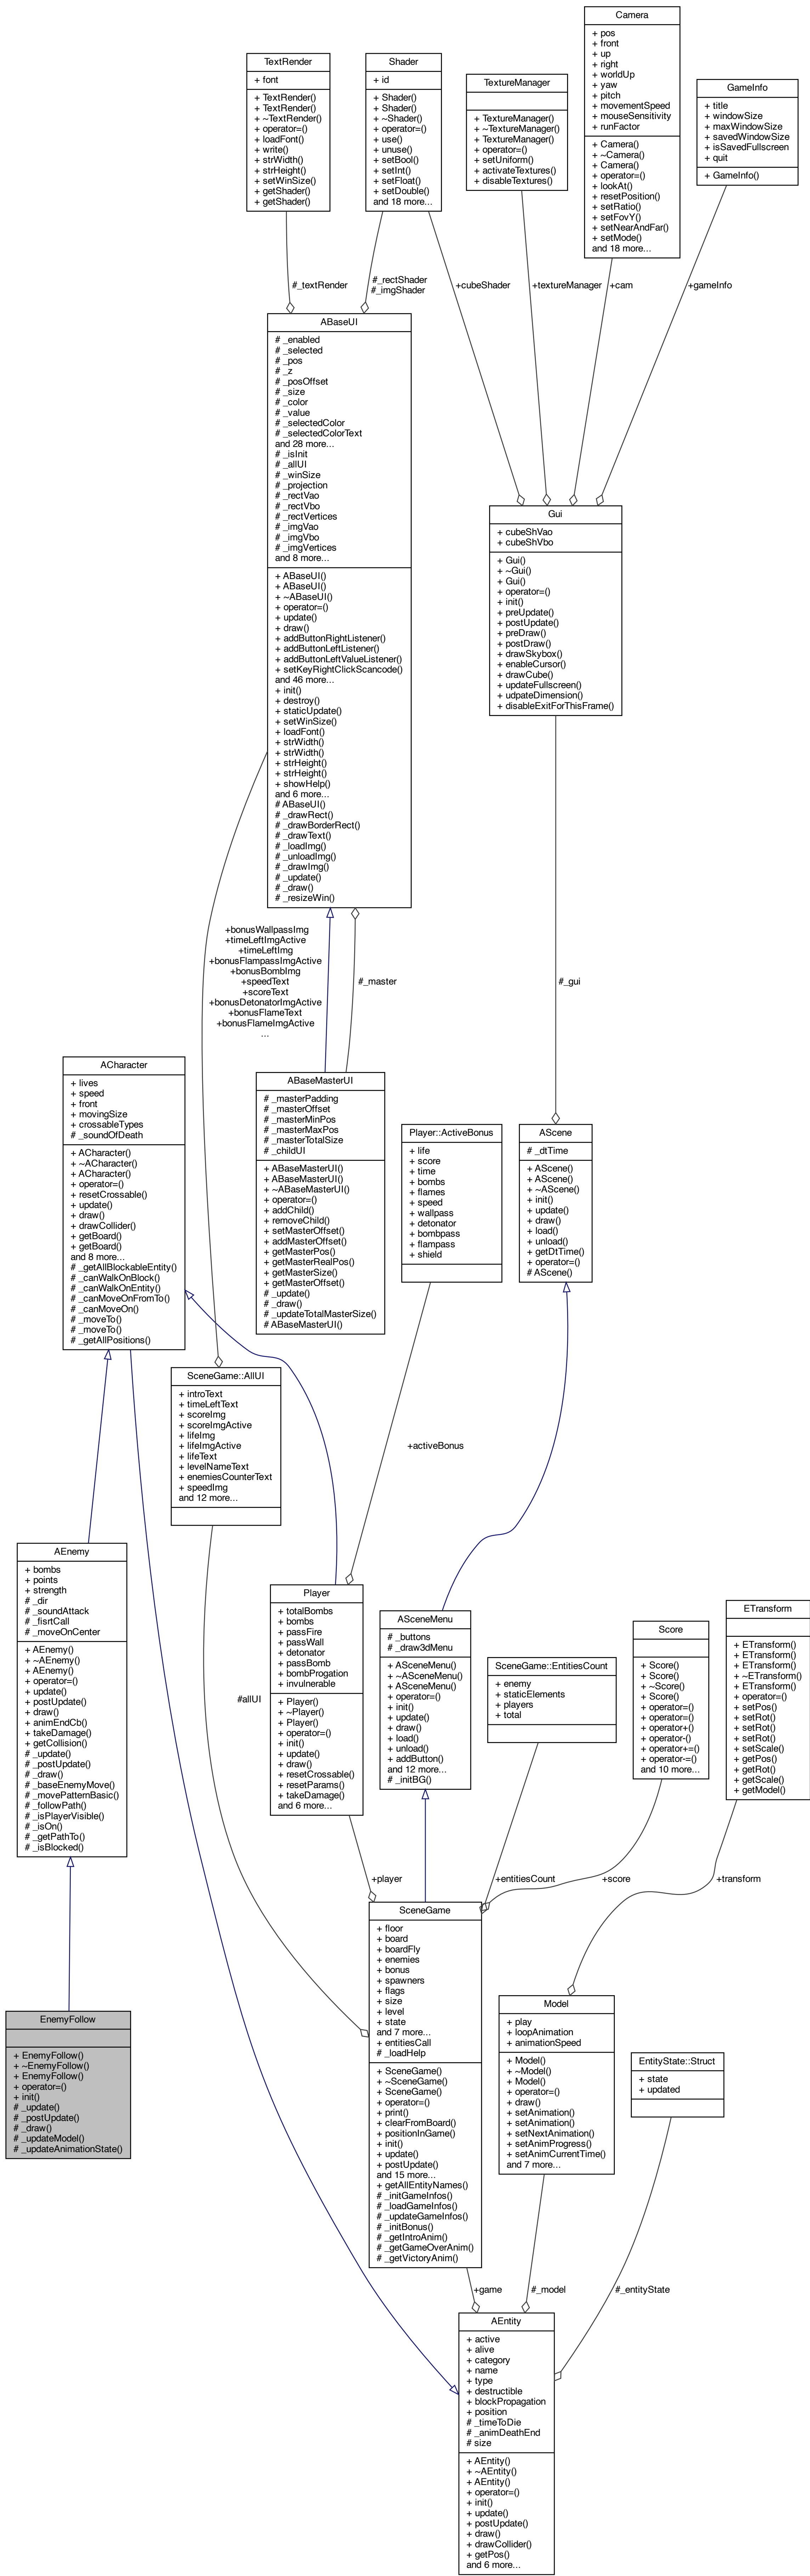 Camera
+ pos
+ front
+ up
+ right
+ worldUp
+ yaw
+ pitch
+ movementSpeed
+ mouseSensitivity
+ runFactor
+ Camera()
+ ~Camera()
+ Camera()
+ operator=()
+ lookAt()
+ resetPosition()
+ setRatio()
+ setFovY()
+ setNearAndFar()
+ setMode()
and 18 more...
TextRender
+ font
+ TextRender()
+ TextRender()
+ ~TextRender()
+ operator=()
+ loadFont()
+ write()
+ strWidth()
+ strHeight()
+ setWinSize()
+ getShader()
+ getShader()
Shader
+ id
+ Shader()
+ Shader()
+ ~Shader()
+ operator=()
+ use()
+ unuse()
+ setBool()
+ setInt()
+ setFloat()
+ setDouble()
and 18 more...
TextureManager
+ TextureManager()
+ ~TextureManager()
+ TextureManager()
+ operator=()
+ setUniform()
+ activateTextures()
+ disableTextures()
GameInfo
+ title
+ windowSize
+ maxWindowSize
+ savedWindowSize
+ isSavedFullscreen
+ quit
+ GameInfo()
#_textRender
#_rectShader
#_imgShader
+cubeShader
+textureManager
+cam
+gameInfo
ABaseUI
# _enabled
# _selected
# _pos
# _z
# _posOffset
# _size
# _color
# _value
# _selectedColor
# _selectedColorText
and 28 more...
# _isInit
# _allUI
# _winSize
# _projection
# _rectVao
# _rectVbo
# _rectVertices
# _imgVao
# _imgVbo
# _imgVertices
and 8 more...
+ ABaseUI()
+ ABaseUI()
+ ~ABaseUI()
+ operator=()
+ update()
+ draw()
+ addButtonRightListener()
+ addButtonLeftListener()
+ addButtonLeftValueListener()
+ setKeyRightClickScancode()
and 46 more...
+ init()
+ destroy()
+ staticUpdate()
+ setWinSize()
+ loadFont()
+ strWidth()
+ strWidth()
+ strHeight()
+ strHeight()
+ showHelp()
and 6 more...
# ABaseUI()
# _drawRect()
# _drawBorderRect()
# _drawText()
# _loadImg()
# _unloadImg()
# _drawImg()
# _update()
# _draw()
# _resizeWin()
Gui
+ cubeShVao
+ cubeShVbo
+ Gui()
+ ~Gui()
+ Gui()
+ operator=()
+ init()
+ preUpdate()
+ postUpdate()
+ preDraw()
+ postDraw()
+ drawSkybox()
+ enableCursor()
+ drawCube()
+ updateFullscreen()
+ udpateDimension()
+ disableExitForThisFrame()
+bonusWallpassImg
+timeLeftImgActive
+timeLeftImg
+bonusFlampassImgActive
+bonusBombImg
+speedText
+scoreText
+bonusDetonatorImgActive
+bonusFlameText
+bonusFlameImgActive
...
#_master
#_gui
ACharacter
+ lives
+ speed
+ front
+ movingSize
+ crossableTypes
# _soundOfDeath
+ ACharacter()
+ ~ACharacter()
+ ACharacter()
+ operator=()
+ resetCrossable()
+ update()
+ draw()
+ drawCollider()
+ getBoard()
+ getBoard()
and 8 more...
# _getAllBlockableEntity()
# _canWalkOnBlock()
# _canWalkOnEntity()
# _canMoveOnFromTo()
# _canMoveOn()
# _moveTo()
# _moveTo()
# _getAllPositions()
ABaseMasterUI
# _masterPadding
# _masterOffset
# _masterMinPos
# _masterMaxPos
# _masterTotalSize
# _childUI
+ ABaseMasterUI()
+ ABaseMasterUI()
+ ~ABaseMasterUI()
+ operator=()
+ addChild()
+ removeChild()
+ setMasterOffset()
+ addMasterOffset()
+ getMasterPos()
+ getMasterRealPos()
+ getMasterSize()
+ getMasterOffset()
# _update()
# _draw()
# _updateTotalMasterSize()
# ABaseMasterUI()
Player::ActiveBonus
+ life
+ score
+ time
+ bombs
+ flames
+ speed
+ wallpass
+ detonator
+ bombpass
+ flampass
+ shield
AScene
# _dtTime
+ AScene()
+ AScene()
+ ~AScene()
+ init()
+ update()
+ draw()
+ load()
+ unload()
+ getDtTime()
+ operator=()
# AScene()
SceneGame::AllUI
+ introText
+ timeLeftText
+ scoreImg
+ scoreImgActive
+ lifeImg
+ lifeImgActive
+ lifeText
+ levelNameText
+ enemiesCounterText
+ speedImg
and 12 more...
+activeBonus
AEnemy
+ bombs
+ points
+ strength
# _dir
# _soundAttack
# _fisrtCall
# _moveOnCenter
+ AEnemy()
+ ~AEnemy()
+ AEnemy()
+ operator=()
+ update()
+ postUpdate()
+ draw()
+ animEndCb()
+ takeDamage()
+ getCollision()
# _update()
# _postUpdate()
# _draw()
# _baseEnemyMove()
# _movePatternBasic()
# _followPath()
# _isPlayerVisible()
# _isOn()
# _getPathTo()
# _isBlocked()
#allUI
Player
+ totalBombs
+ bombs
+ passFire
+ passWall
+ detonator
+ passBomb
+ bombProgation
+ invulnerable
+ Player()
+ ~Player()
+ Player()
+ operator=()
+ init()
+ update()
+ draw()
+ resetCrossable()
+ resetParams()
+ takeDamage()
and 6 more...
ASceneMenu
# _buttons
# _draw3dMenu
+ ASceneMenu()
+ ~ASceneMenu()
+ ASceneMenu()
+ operator=()
+ init()
+ update()
+ draw()
+ load()
+ unload()
+ addButton()
and 12 more...
# _initBG()
SceneGame::EntitiesCount
+ enemy
+ staticElements
+ players
+ total
Score
+ Score()
+ Score()
+ ~Score()
+ Score()
+ operator=()
+ operator=()
+ operator+()
+ operator-()
+ operator+=()
+ operator-=()
and 10 more...
ETransform
+ ETransform()
+ ETransform()
+ ETransform()
+ ~ETransform()
+ ETransform()
+ operator=()
+ setPos()
+ setRot()
+ setRot()
+ setRot()
+ setScale()
+ getPos()
+ getRot()
+ getScale()
+ getModel()
+player
+entitiesCount
+score
+transform
EnemyFollow
+ EnemyFollow()
+ ~EnemyFollow()
+ EnemyFollow()
+ operator=()
+ init()
# _update()
# _postUpdate()
# _draw()
# _updateModel()
# _updateAnimationState()
SceneGame
+ floor
+ board
+ boardFly
+ enemies
+ bonus
+ spawners
+ flags
+ size
+ level
+ state
and 7 more...
+ entitiesCall
# _loadHelp
+ SceneGame()
+ ~SceneGame()
+ SceneGame()
+ operator=()
+ print()
+ clearFromBoard()
+ positionInGame()
+ init()
+ update()
+ postUpdate()
and 15 more...
+ getAllEntityNames()
# _initGameInfos()
# _loadGameInfos()
# _updateGameInfos()
# _initBonus()
# _getIntroAnim()
# _getGameOverAnim()
# _getVictoryAnim()
Model
+ play
+ loopAnimation
+ animationSpeed
+ Model()
+ ~Model()
+ Model()
+ operator=()
+ draw()
+ setAnimation()
+ setAnimation()
+ setNextAnimation()
+ setAnimProgress()
+ setAnimCurrentTime()
and 7 more...
EntityState::Struct
+ state
+ updated
+game
#_model
#_entityState
AEntity
+ active
+ alive
+ category
+ name
+ type
+ destructible
+ blockPropagation
+ position
# _timeToDie
# _animDeathEnd
# size
+ AEntity()
+ ~AEntity()
+ AEntity()
+ operator=()
+ init()
+ update()
+ postUpdate()
+ draw()
+ drawCollider()
+ getPos()
and 6 more...